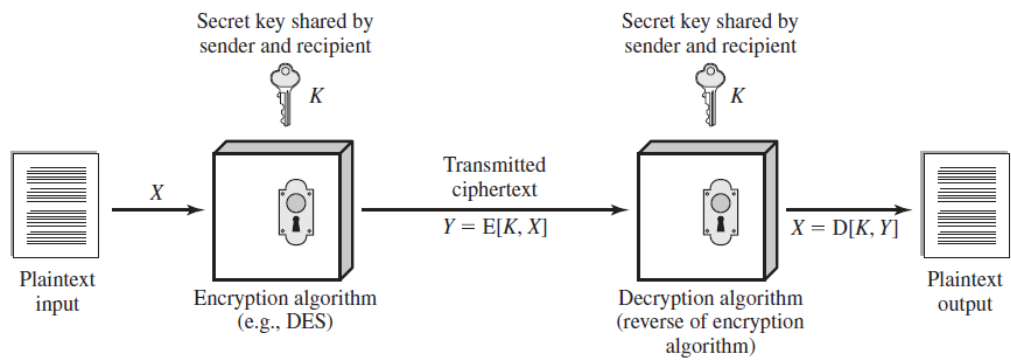 Secret key shared by
sender and recipient
K
Secret key shared by
sender and recipient
K
X
Transmitted
ciphertext
Y = E[K, X]
X = D[K, Y]
Plaintext
input
Encryption algorithm
(e.g., DES)
Decryption algorithm
(reverse of encryption
algorithm)
Plaintext
output